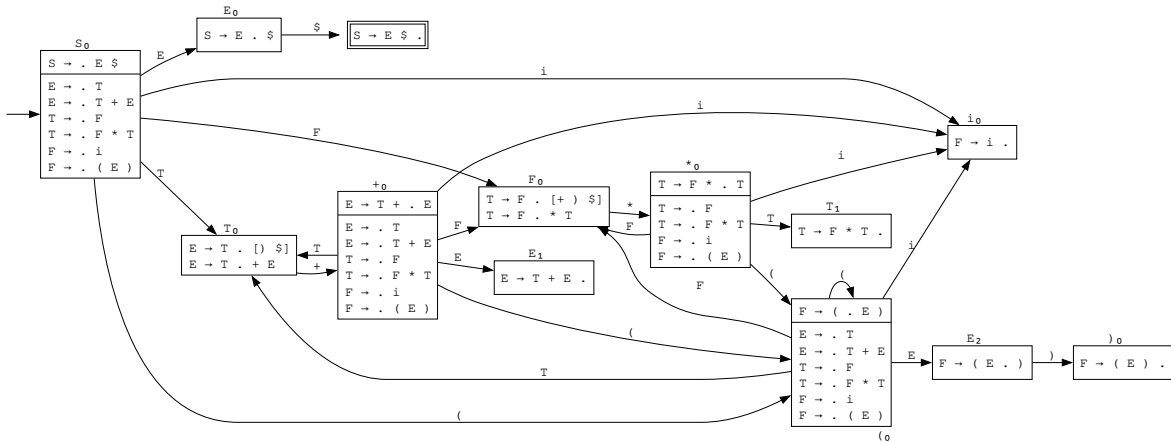 E₀
S → E . $
$
S → E $ .
S₀
S → . E $
E → . T
E → . T + E
T → . F
T → . F * T
F → . i
F → . ( E )
E
i
F
T
(
i₀
F → i .
+₀
E → T + . E
E → . T
E → . T + E
T → . F
T → . F * T
F → . i
F → . ( E )
i
F
E
(
T
+
T₀
E → T . [) $]
E → T . + E
F₀
T → F . [+ ) $]
T → F . * T
*
F
*₀
T → F * . T
T → . F
T → . F * T
F → . i
F → . ( E )
i
T
(
T₁
T → F * T .
E₁
E → T + E .
(
F → ( . E )
E → . T
E → . T + E
T → . F
T → . F * T
F → . i
F → . ( E )
(₀
i
F
T
E
E₂
F → ( E . )
)
)₀
F → ( E ) .